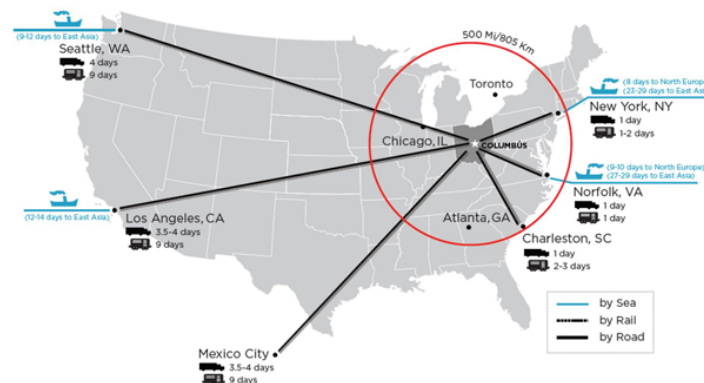 (9-12 days to East Asia)
Seattle, WA
4 days
9 days
500 Mi/805 Km
Toronto
(8 days to North Europe)
(23-29 days to East Asia)
New York, NY
1 day
1-2 days
Chicago, IL
COLUMBUS
(9-10 days to North Europe)
(27-29 days to East Asia)
Norfolk, VA
1 day
1 day
(12-14 days to East Asia)
Los Angeles, CA
3.5-4 days
9 days
Atlanta, GA
Charleston, SC
1 day
2-3 days
by Sea
by Rail
by Road
Mexico City
3.5-4 days
9 days